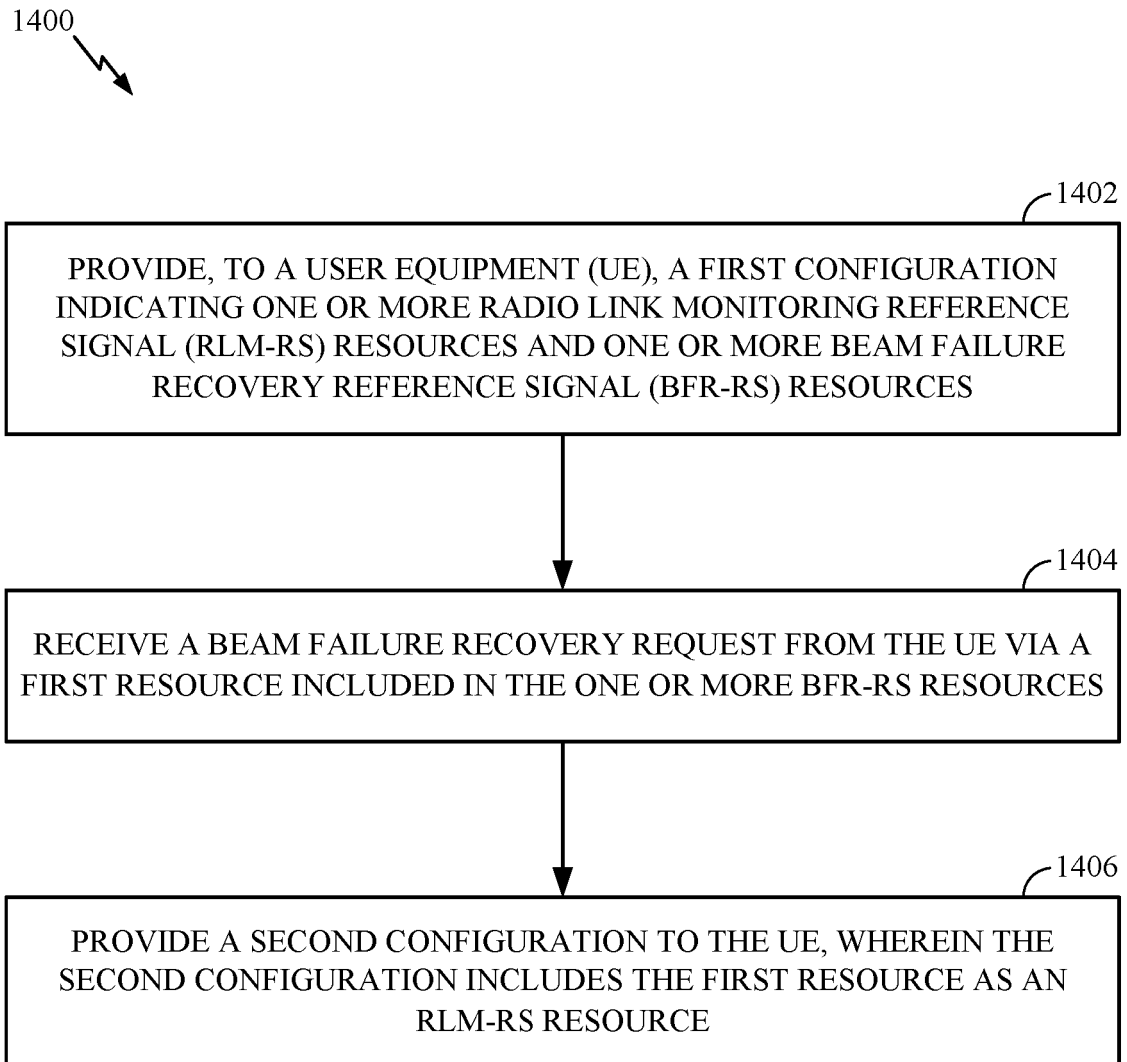 1400
1402
PROVIDE, TO A USER EQUIPMENT (UE), A FIRST CONFIGURATION
INDICATING ONE OR MORE RADIO LINK MONITORING REFERENCE
SIGNAL (RLM-RS) RESOURCES AND ONE OR MORE BEAM FAILURE
RECOVERY REFERENCE SIGNAL (BFR-RS) RESOURCES
1404
RECEIVE A BEAM FAILURE RECOVERY REQUEST FROM THE UE VIA A
FIRST RESOURCE INCLUDED IN THE ONE OR MORE BFR-RS RESOURCES
1406
PROVIDE A SECOND CONFIGURATION TO THE UE, WHEREIN THE
SECOND CONFIGURATION INCLUDES THE FIRST RESOURCE AS AN
RLM-RS RESOURCE